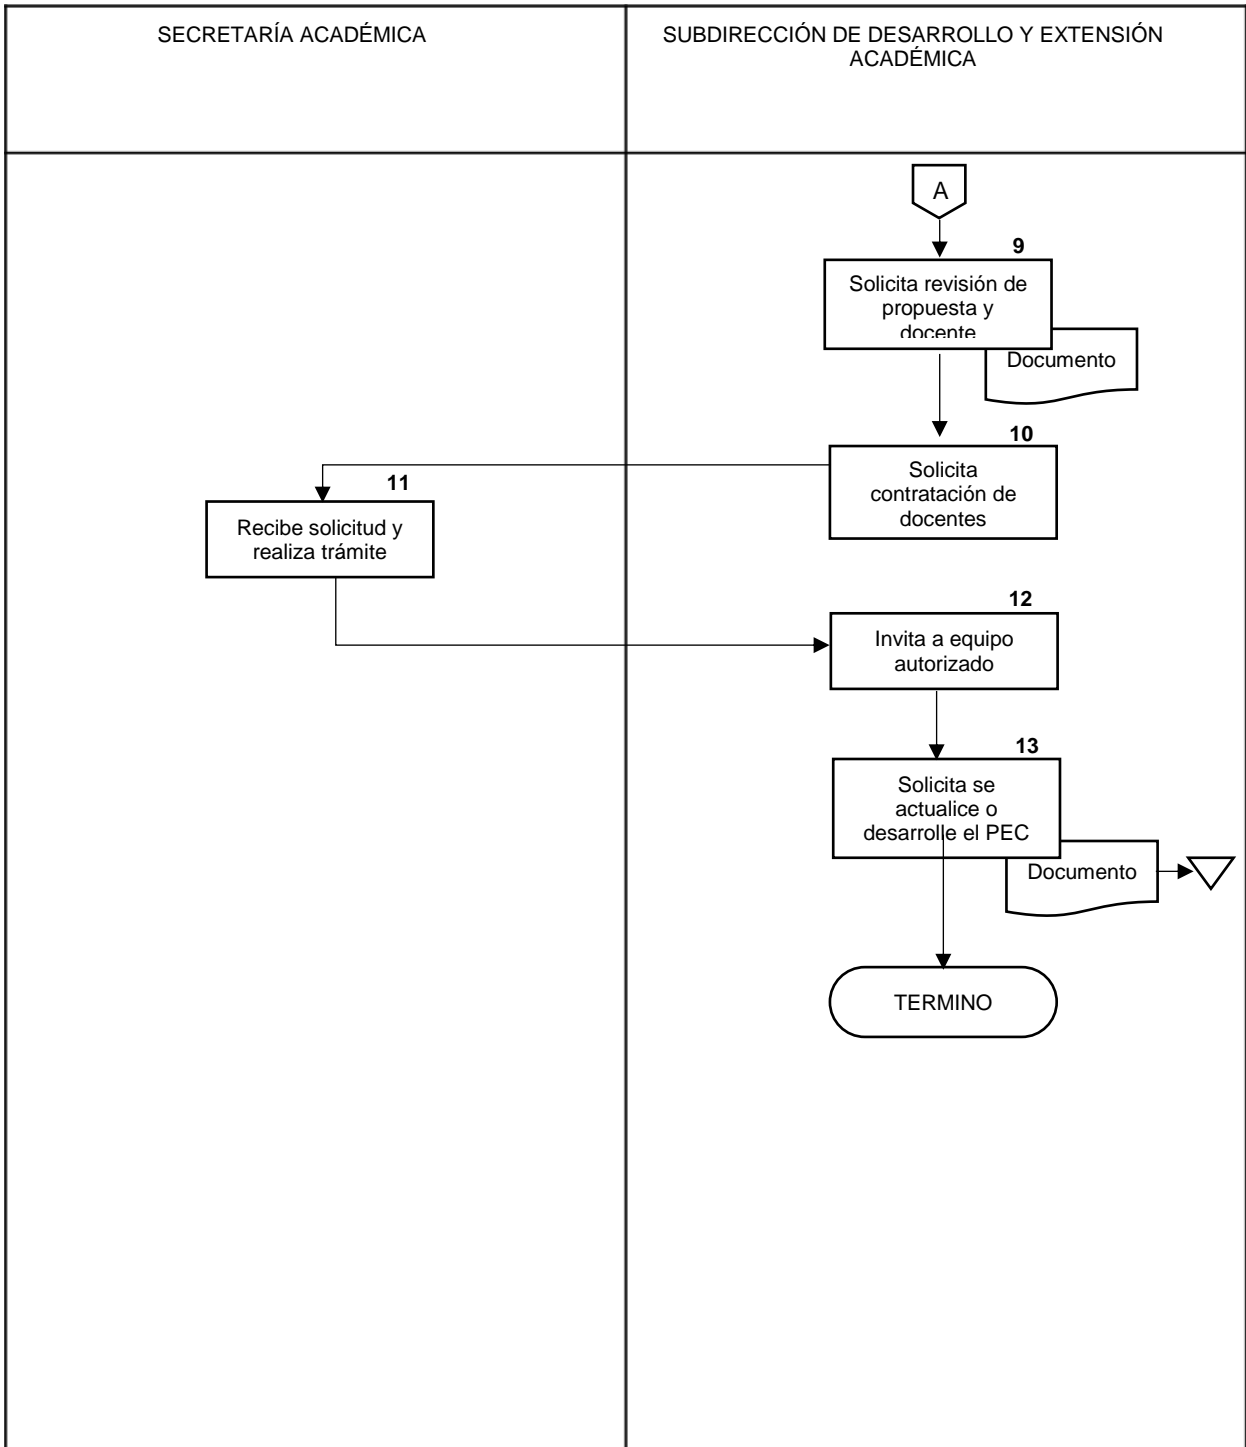 SECRETARÍA ACADÉMICA
SUBDIRECCIÓN DE DESARROLLO Y EXTENSIÓN
ACADÉMICA
A
9
Solicita revisión de
propuesta y
docente
Documento
10
Solicita
contratación de
docentes
11
Recibe solicitud y
realiza trámite
12
Invita a equipo
autorizado
13
Solicita se
actualice o
desarrolle el PEC
Documento
TERMINO